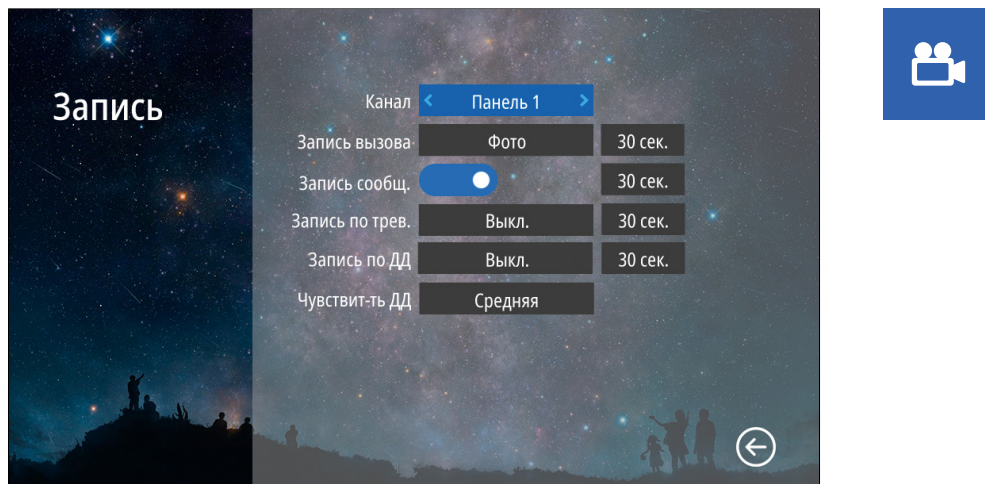 Запись
Канал Панель 1
Запись вызова Фото 30 сек.
Запись сообщ. 30 сек.
Запись по трев. Выкл. 30 сек.
Запись по ДД Выкл. 30 сек.
Чувствит-ть ДД Средняя